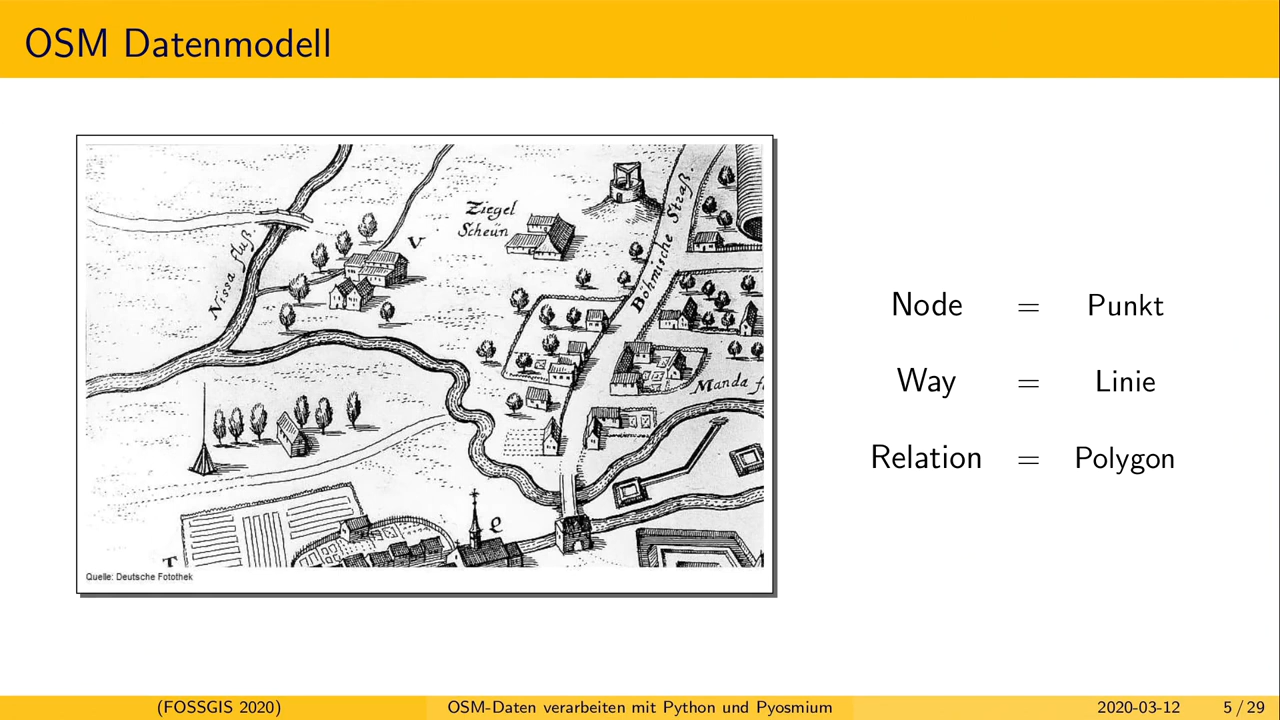 OSM Datenmodell
Ziegel
Scheün
V
Nissa fluß
Böhmische Straß.
Manda f
Q
T
Quelle: Deutsche Fotothek
Node = Punkt
Way = Linie
Relation = Polygon
(FOSSGIS 2020) OSM-Daten verarbeiten mit Python und Pyosmium 2020-03-12 5 / 29